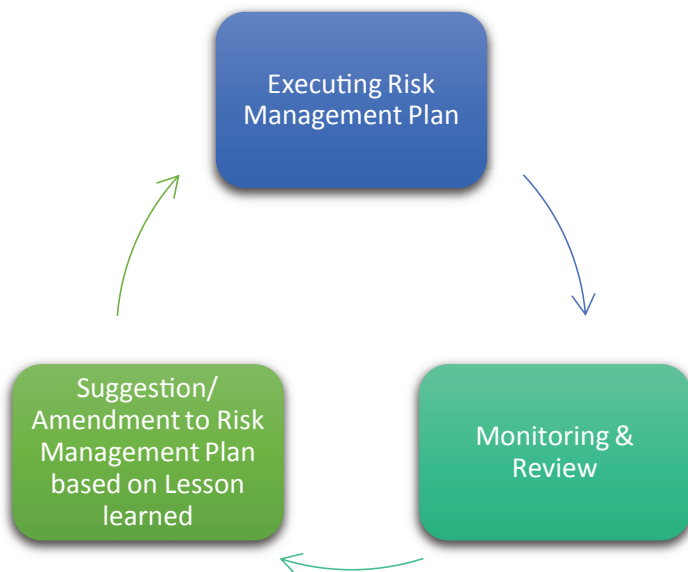 Executing Risk
Management Plan
Monitoring &
Review
Suggestion/
Amendment to Risk
Management Plan
based on Lesson
learned